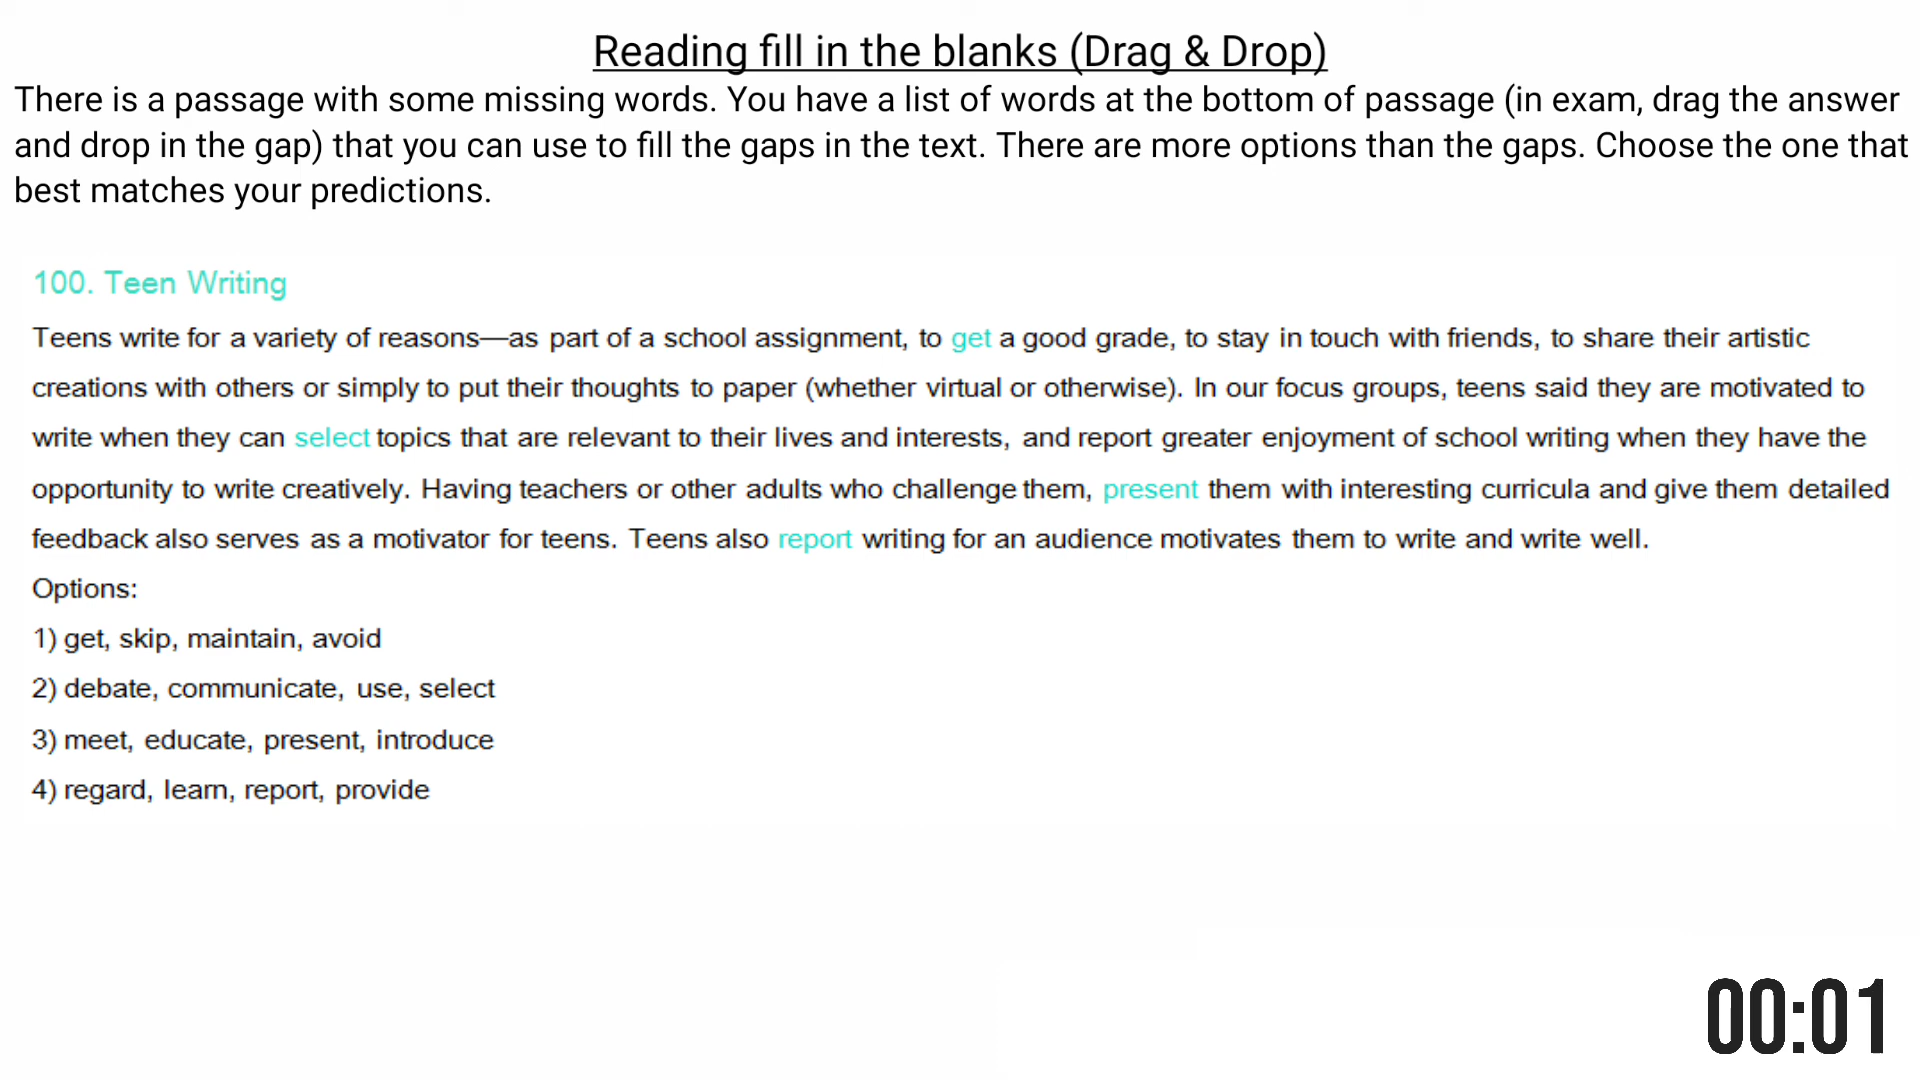 Reading fill in the blanks (Drag & Drop)
There is a passage with some missing words. You have a list of words at the bottom of passage (in exam, drag the answer
and drop in the gap) that you can use to fill the gaps in the text. There are more options than the gaps. Choose the one that
best matches your predictions.
100. Teen Writing
Teens write for a variety of reasons—as part of a school assignment, to get a good grade, to stay in touch with friends, to share their artistic
creations with others or simply to put their thoughts to paper (whether virtual or otherwise). In our focus groups, teens said they are motivated to
write when they can select topics that are relevant to their lives and interests, and report greater enjoyment of school writing when they have the
opportunity to write creatively. Having teachers or other adults who challenge them, present them with interesting curricula and give them detailed
feedback also serves as a motivator for teens. Teens also report writing for an audience motivates them to write and write well.
Options:
1) get, skip, maintain, avoid
2) debate, communicate, use, select
3) meet, educate, present, introduce
4) regard, learn, report, provide
00:01